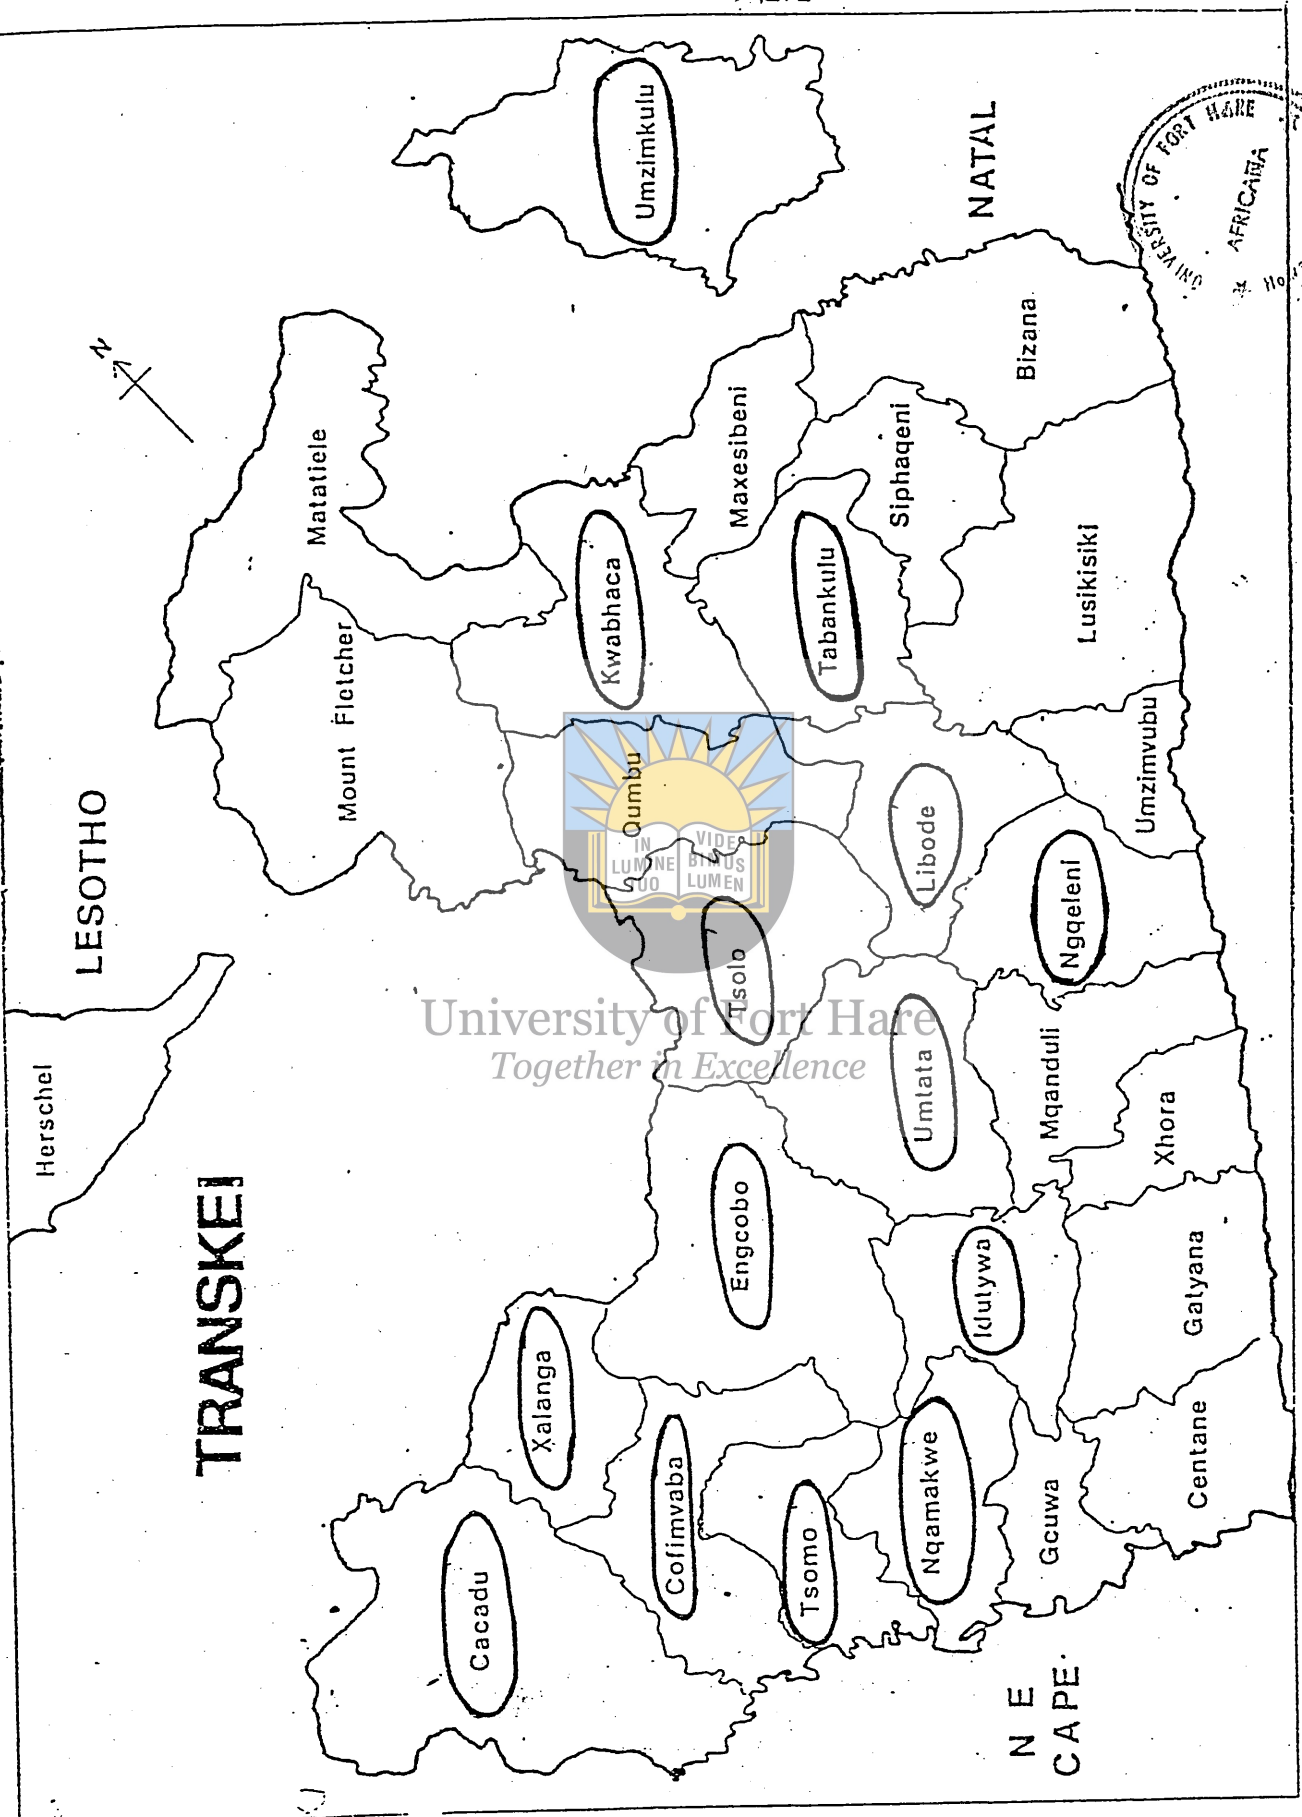 TRANSKEI
LESOTHO
NATAL
N E
CAPE
N
Herschel
Matatiele
Mount Fletcher
Umzimkulu
Maxesibeni
Bizana
Siphaqeni
Kwabhaca
Tabankulu
Lusikisiki
Qumbu
Libode
Umzimvubu
Ngqeleni
Tsolo
Umtata
Mqanduli
Xhora
Engcobo
Idutywa
Gatyana
Xalanga
Cofimvaba
Cacadu
Tsomo
Nqamakwe
Gcuwa
Centane
IN
LUMINE
TUO
VIDE
BIMUS
LUMEN
University of Fort Hare
Together in Excellence
UNIVERSITY OF FORT HARE
AFRICANA